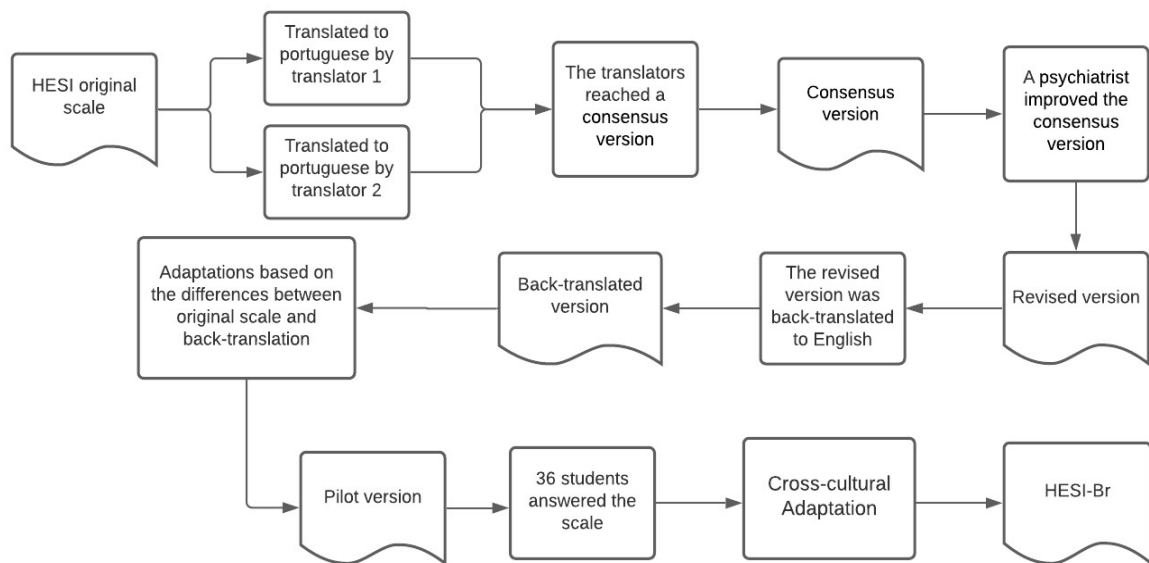 HESI original
scale
Translated to
portuguese by
translator 1
Translated to
portuguese by
translator 2
The translators
reached a
consensus
version
Consensus
version
A psychiatrist
improved the
consensus
version
Revised version
The revised
version was
back-translated
to English
Back-translated
version
Adaptations based on
the differences between
original scale and
back-translation
Pilot version
36 students
answered the
scale
Cross-cultural
Adaptation
HESI-Br